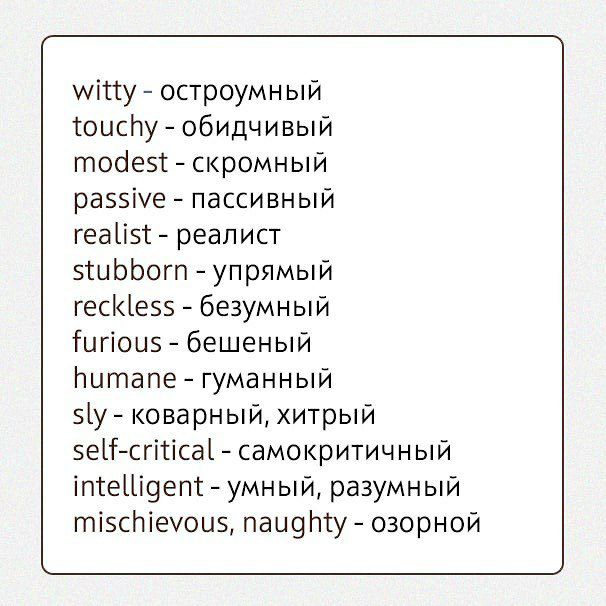 witty - остроумный
touchy - обидчивый
modest - скромный
passive - пассивный
realist - реалист
stubborn - упрямый
reckless - безумный
furious - бешеный
humane - гуманный
sly - коварный, хитрый
self-critical - самокритичный
intelligent - умный, разумный
mischievous, naughty - озорной